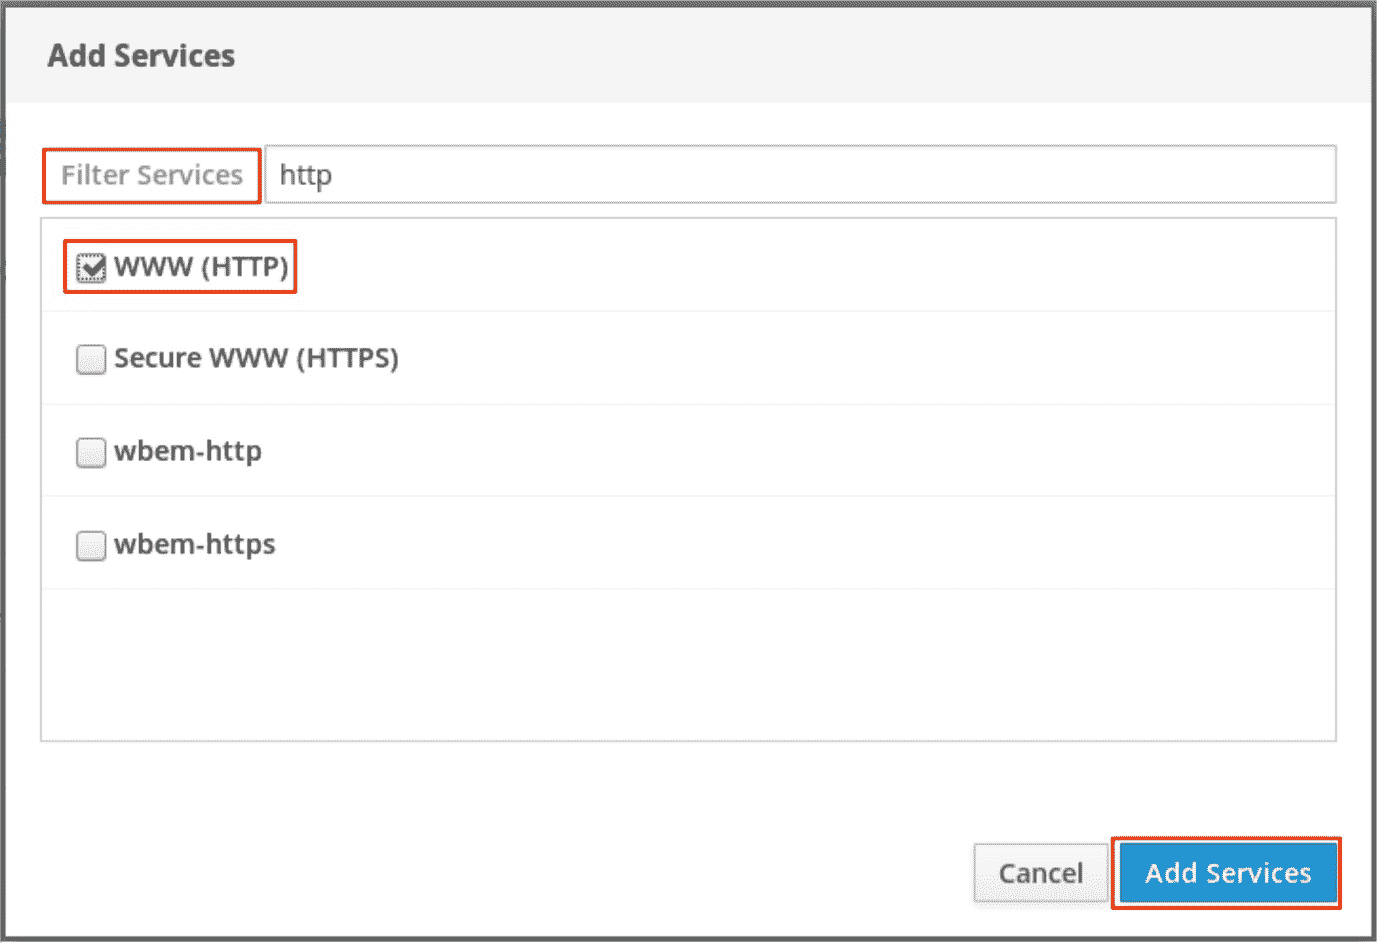 Add Services
Filter Services http
WWW (HTTP)
Secure WWW (HTTPS)
wbem-http
wbem-https
Cancel Add Services